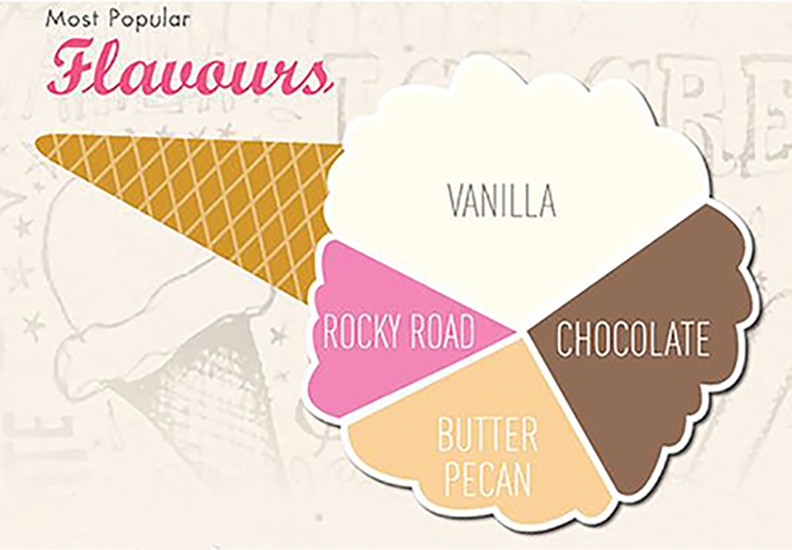 Most Popular
Flavours
VANILLA
ROCKY ROAD
CHOCOLATE
BUTTER
PECAN